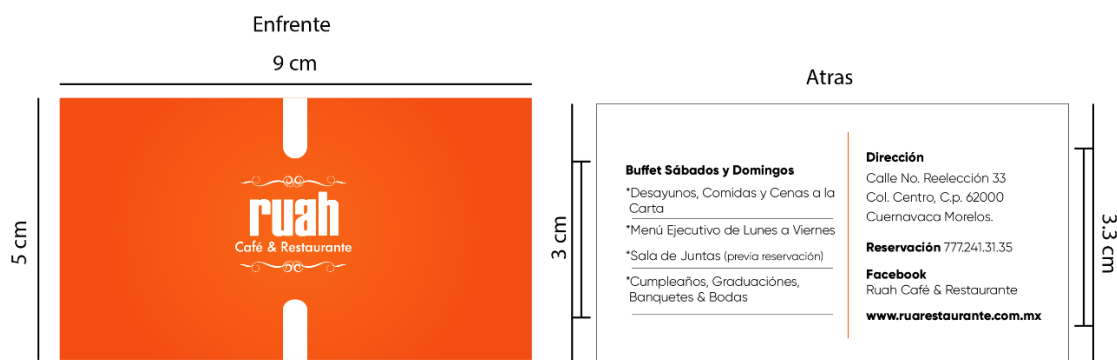 Enfrente
9 cm
5 cm
ruah
Café & Restaurante
Atras
3 cm
Buffet Sábados y Domingos
*Desayunos, Comidas y Cenas a la
Carta
*Menú Ejecutivo de Lunes a Viernes
*Sala de Juntas (previa reservación)
*Cumpleaños, Graduaciónes,
Banquetes & Bodas
Dirección
Calle No. Reelección 33
Col. Centro, C.p. 62000
Cuernavaca Morelos.
Reservación 777.241.31.35
Facebook
Ruah Café & Restaurante
www.ruarestaurante.com.mx
3.3 cm